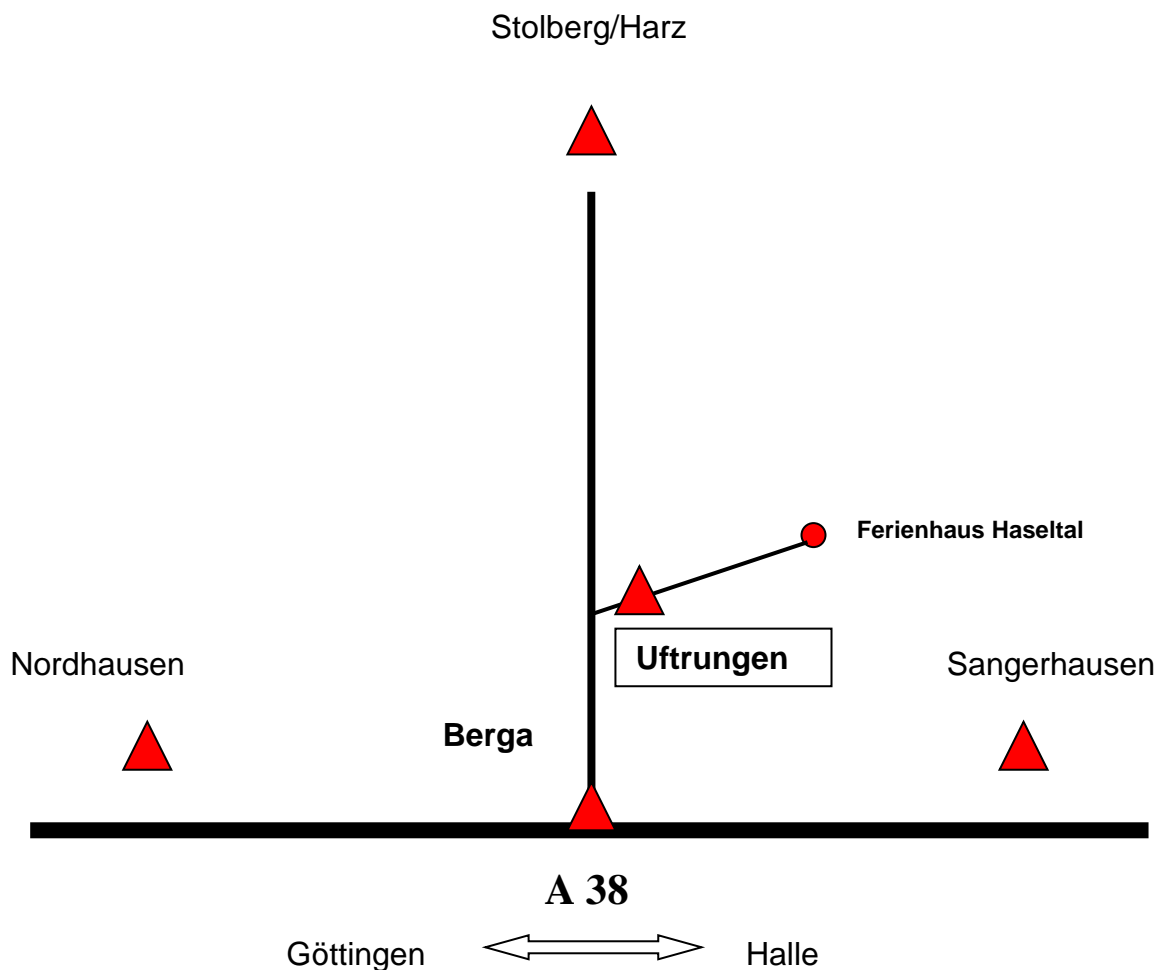 Stolberg/Harz
Ferienhaus Haseltal
Uftrungen
Nordhausen
Sangerhausen
Berga
A 38
Göttingen
Halle